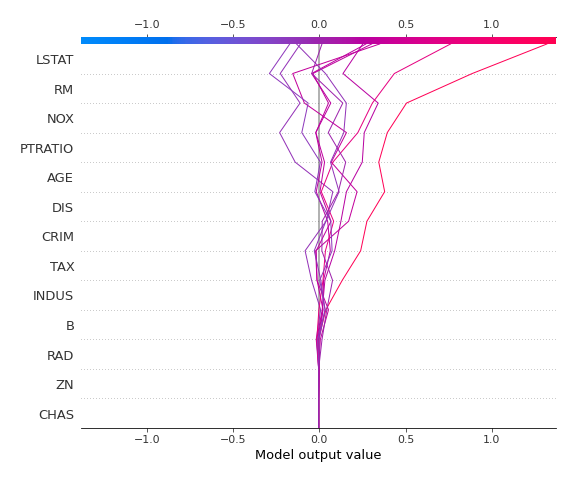 −1.0 −0.5 0.0 0.5 1.0
LSTAT
RM
NOX
PTRATIO
AGE
DIS
CRIM
TAX
INDUS
B
RAD
ZN
CHAS
−1.0 −0.5 0.0 0.5 1.0
Model output value